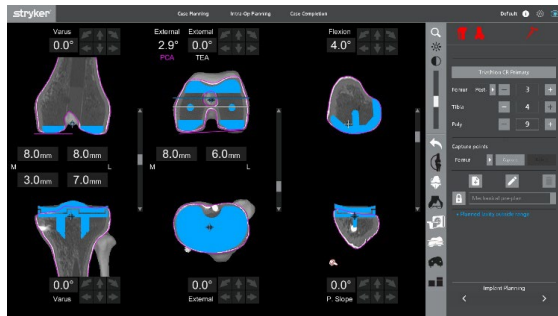 stryker
Case Planning
Intra-Op Planning
Case Completion
Default
Varus
0.0°
External
2.9°
PCA
External
0.0°
TEA
Flexion
4.0°
8.0mm
8.0mm
M
L
3.0mm
7.0mm
8.0mm
6.0mm
M
L
0.0°
Varus
0.0°
External
0.0°
P. Slope
Triathlon CR Primary
Femur
Post.
3
Tibia
4
Poly
9
Capture points
Femur
Mechanical axis plan
Implant Planning